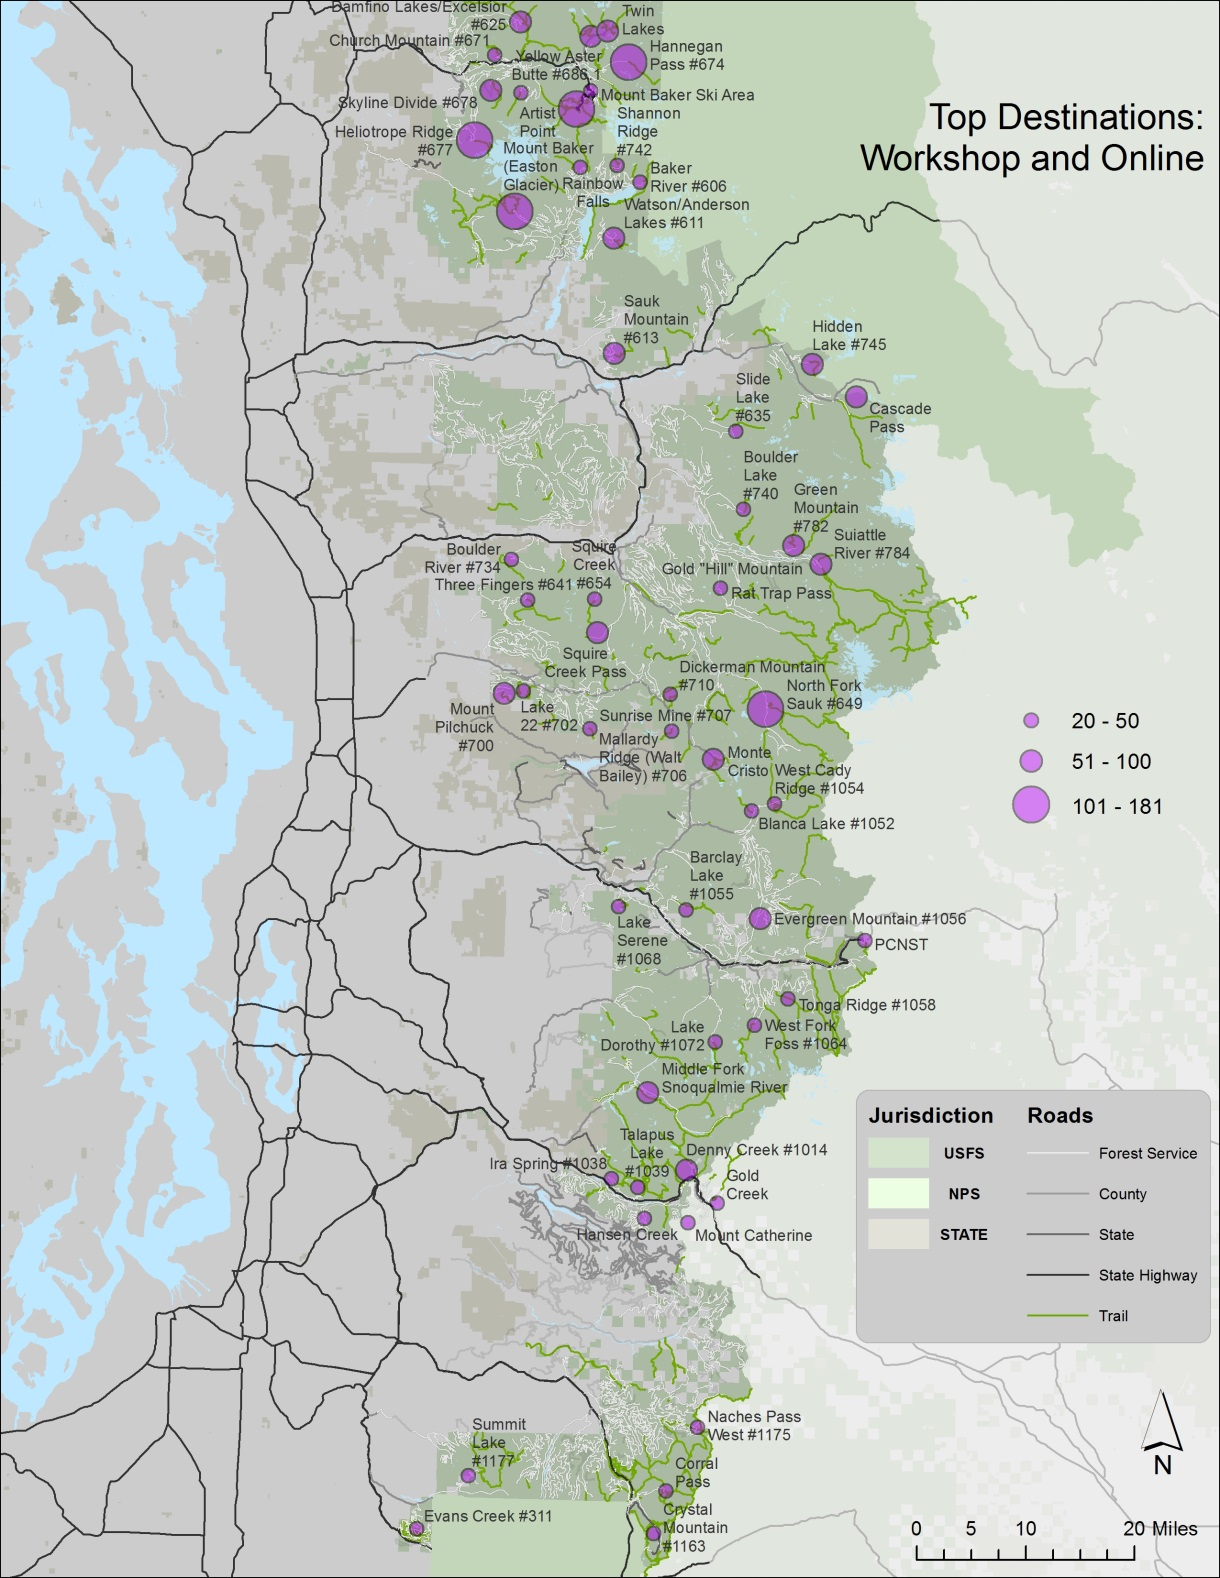 Damfino Lakes/Excelsior
#625
Church Mountain #671
Twin
Lakes
Hannegan
Pass #674
Yellow Aster
Butte #686.1
Skyline Divide #678
Mount Baker Ski Area
Artist
Point
Shannon
Ridge
#742
Heliotrope Ridge
#677
Mount Baker
(Easton
Glacier)
Rainbow
Falls
Baker
River #606
Watson/Anderson
Lakes #611
Top Destinations:
Workshop and Online
Sauk
Mountain
#613
Hidden
Lake #745
Cascade
Pass
Slide
Lake
#635
Boulder
Lake
#740
Green
Mountain
#782
Suiattle
River #784
Boulder
River #734
Squire
Creek
#654
Three Fingers #641
Gold "Hill" Mountain
Rat Trap Pass
Squire
Creek Pass
Dickerman Mountain
#710
North Fork
Sauk #649
Mount
Pilchuck
#700
Lake
22 #702
Sunrise Mine #707
Mallardy
Ridge (Walt
Bailey) #706
Monte
Cristo
West Cady
Ridge #1054
Blanca Lake #1052
20 - 50
51 - 100
101 - 181
Barclay
Lake
#1055
Lake
Serene
#1068
Evergreen Mountain #1056
PCNST
Tonga Ridge #1058
Lake
Dorothy #1072
West Fork
Foss #1064
Middle Fork
Snoqualmie River
Talapus
Lake
#1039
Denny Creek #1014
Ira Spring #1038
Gold
Creek
Hansen Creek
Mount Catherine
Jurisdiction
USFS
NPS
STATE
Roads
Forest Service
County
State
State Highway
Trail
Summit
Lake
#1177
Naches Pass
West #1175
Corral
Pass
Evans Creek #311
Crystal
Mountain
#1163
N
0 5 10 20 Miles